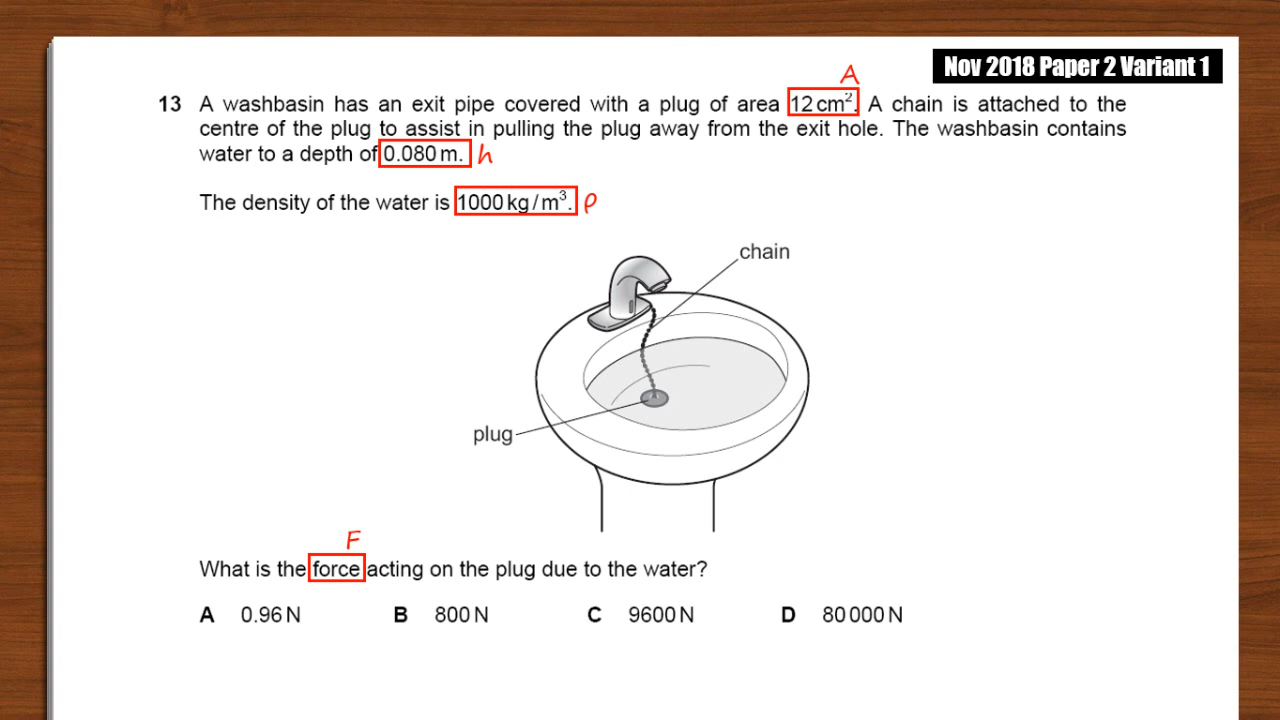 Nov 2018 Paper 2 Variant 1
A
13 A washbasin has an exit pipe covered with a plug of area 12 cm². A chain is attached to the
centre of the plug to assist in pulling the plug away from the exit hole. The washbasin contains
water to a depth of 0.080 m. h
The density of the water is 1000 kg/m³. ρ
chain
plug
F
What is the force acting on the plug due to the water?
A 0.96 N B 800 N C 9600 N D 80 000 N